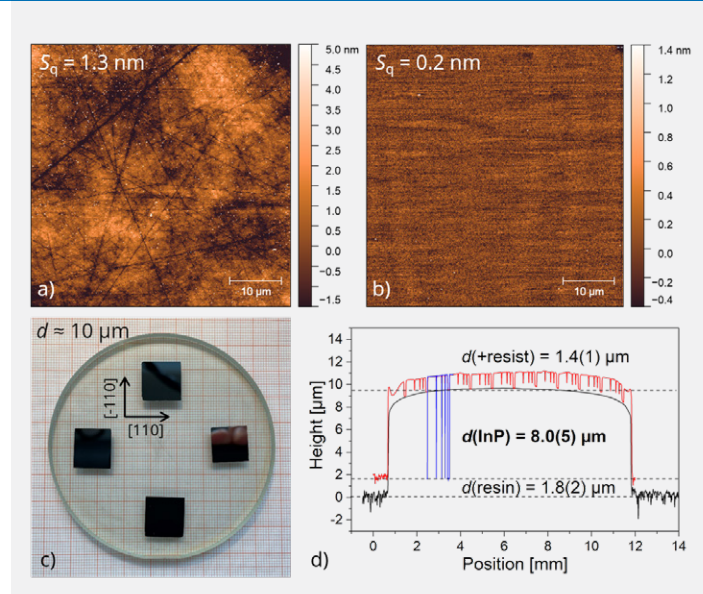 Sq = 1.3 nm
5.0 nm
4.5
4.0
3.5
3.0
2.5
2.0
1.5
1.0
0.5
0.0
−0.5
−1.5
10 µm
a)
Sq = 0.2 nm
1.4 nm
1.2
1.0
0.8
0.6
0.4
0.2
0.0
−0.2
−0.4
10 µm
b)
d ≈ 10 µm
[-110]
[110]
c)
d)
Height [µm]
14
12
10
8
6
4
2
0
-2
d(+resist) = 1.4(1) µm
d(InP) = 8.0(5) µm
d(resin) = 1.8(2) µm
0 2 4 6 8 10 12 14
Position [mm]